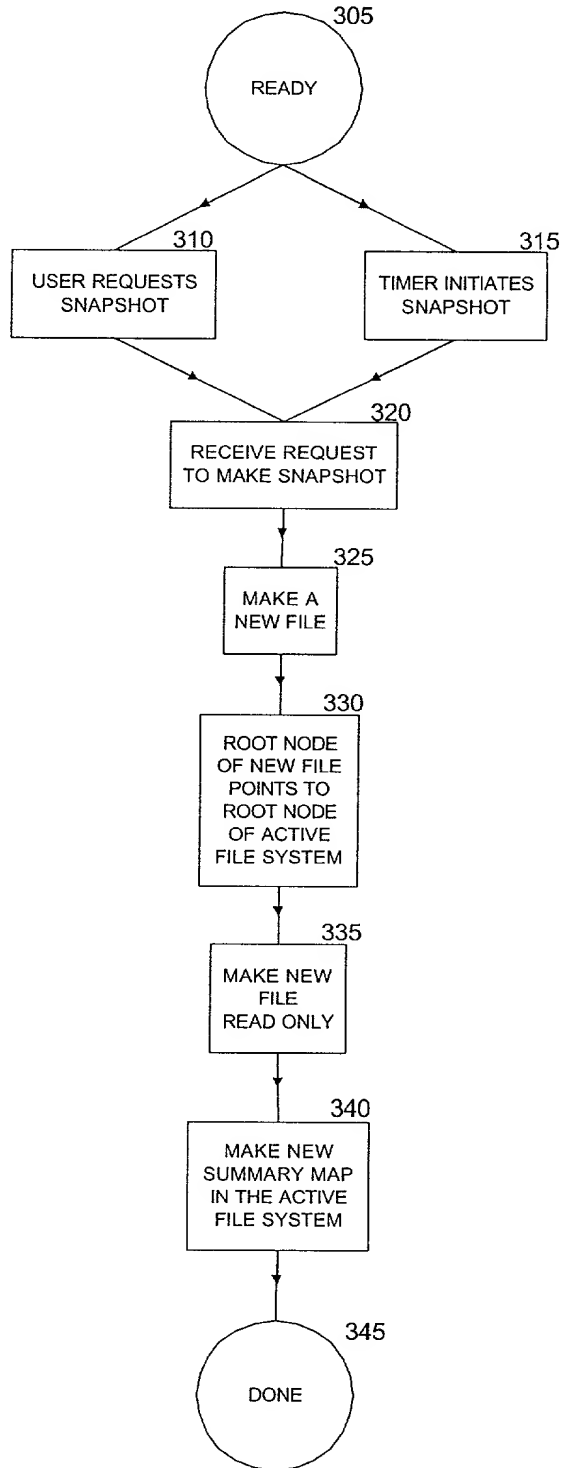 305
READY
310
USER REQUESTS
SNAPSHOT
315
TIMER INITIATES
SNAPSHOT
320
RECEIVE REQUEST
TO MAKE SNAPSHOT
325
MAKE A
NEW FILE
330
ROOT NODE
OF NEW FILE
POINTS TO
ROOT NODE
OF ACTIVE
FILE SYSTEM
335
MAKE NEW
FILE
READ ONLY
340
MAKE NEW
SUMMARY MAP
IN THE ACTIVE
FILE SYSTEM
345
DONE